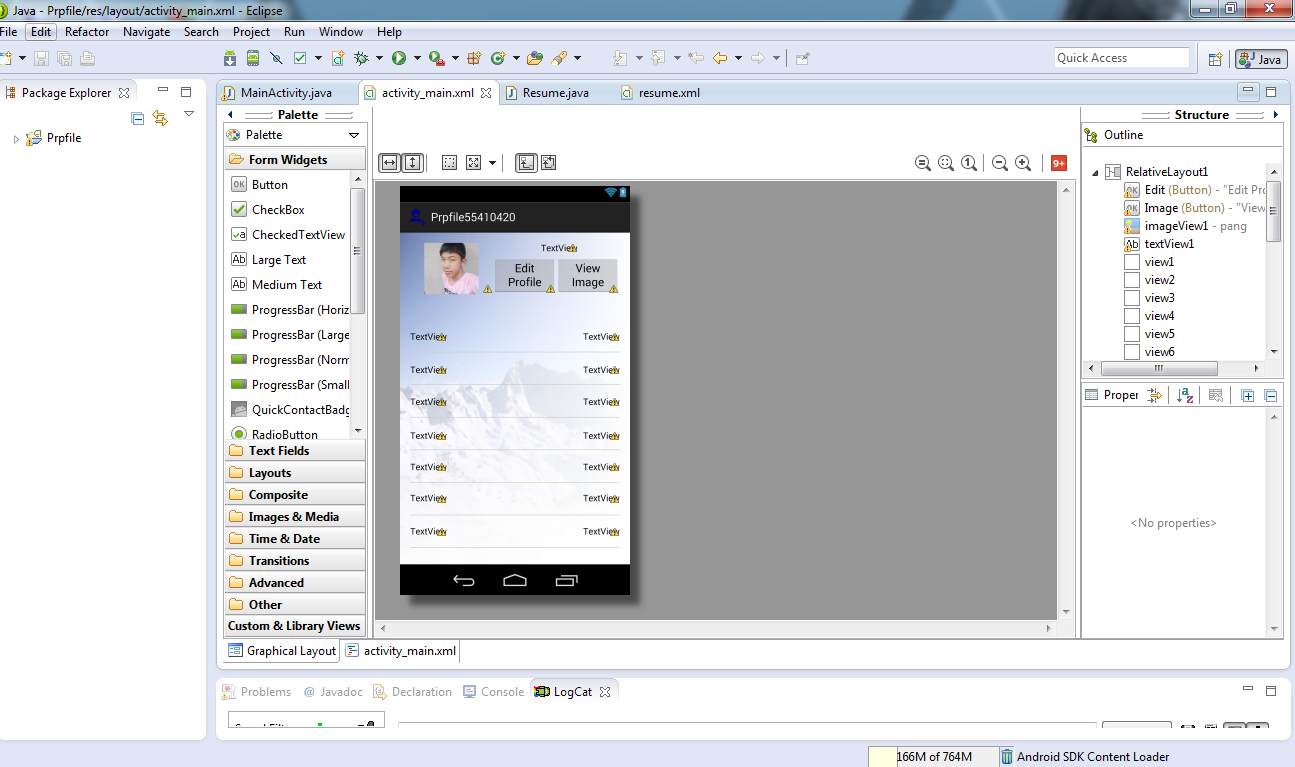 Java - Prpfile/res/layout/activity_main.xml - Eclipse
File Edit Refactor Navigate Search Project Run Window Help
Quick Access
Java
Package Explorer
Prpfile
MainActivity.java
activity_main.xml
Resume.java
resume.xml
Palette
Palette
Form Widgets
OK Button
CheckBox
CheckedTextView
Ab Large Text
Ab Medium Text
ProgressBar (Horiz
ProgressBar (Large
ProgressBar (Norm
ProgressBar (Small
QuickContactBadg
RadioButton
Text Fields
Layouts
Composite
Images & Media
Time & Date
Transitions
Advanced
Other
Custom & Library Views
9+
Prpfile55410420
TextView
Edit
Profile
View
Image
TextView TextView
TextView TextView
TextView TextView
TextView TextView
TextView TextView
TextView TextView
TextView TextView
Graphical Layout
activity_main.xml
Structure
Outline
RelativeLayout1
Edit (Button) - "Edit Pro
Image (Button) - "View
imageView1 - pang
Ab textView1
view1
view2
view3
view4
view5
view6
Proper
<No properties>
Problems
@ Javadoc
Declaration
Console
LogCat
166M of 764M
Android SDK Content Loader